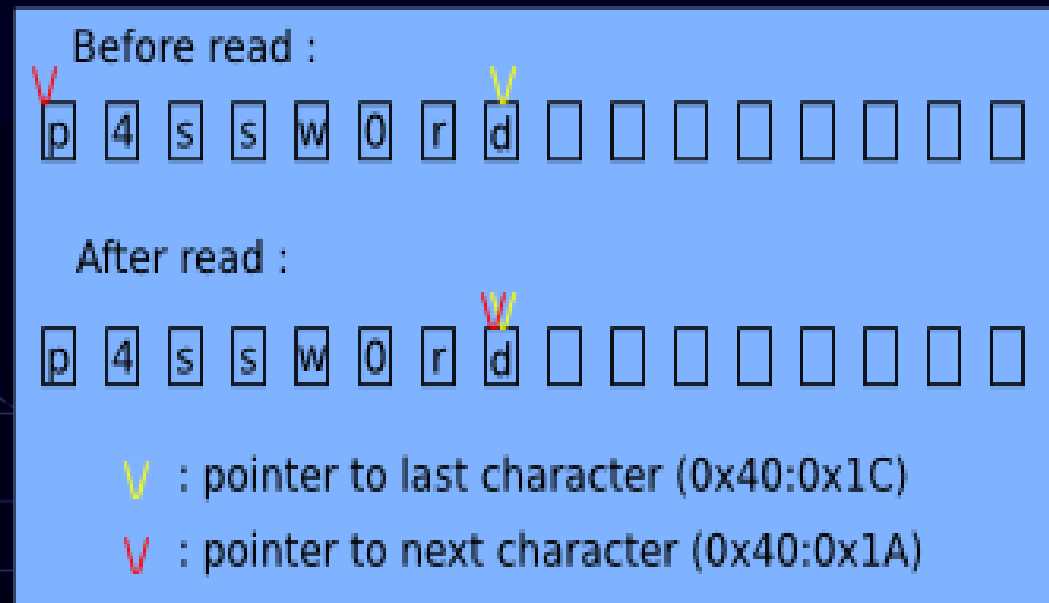 Before read :
V V
p 4 s s w 0 r d
After read :
V V
p 4 s s w 0 r d
V : pointer to last character (0x40:0x1C)
V : pointer to next character (0x40:0x1A)